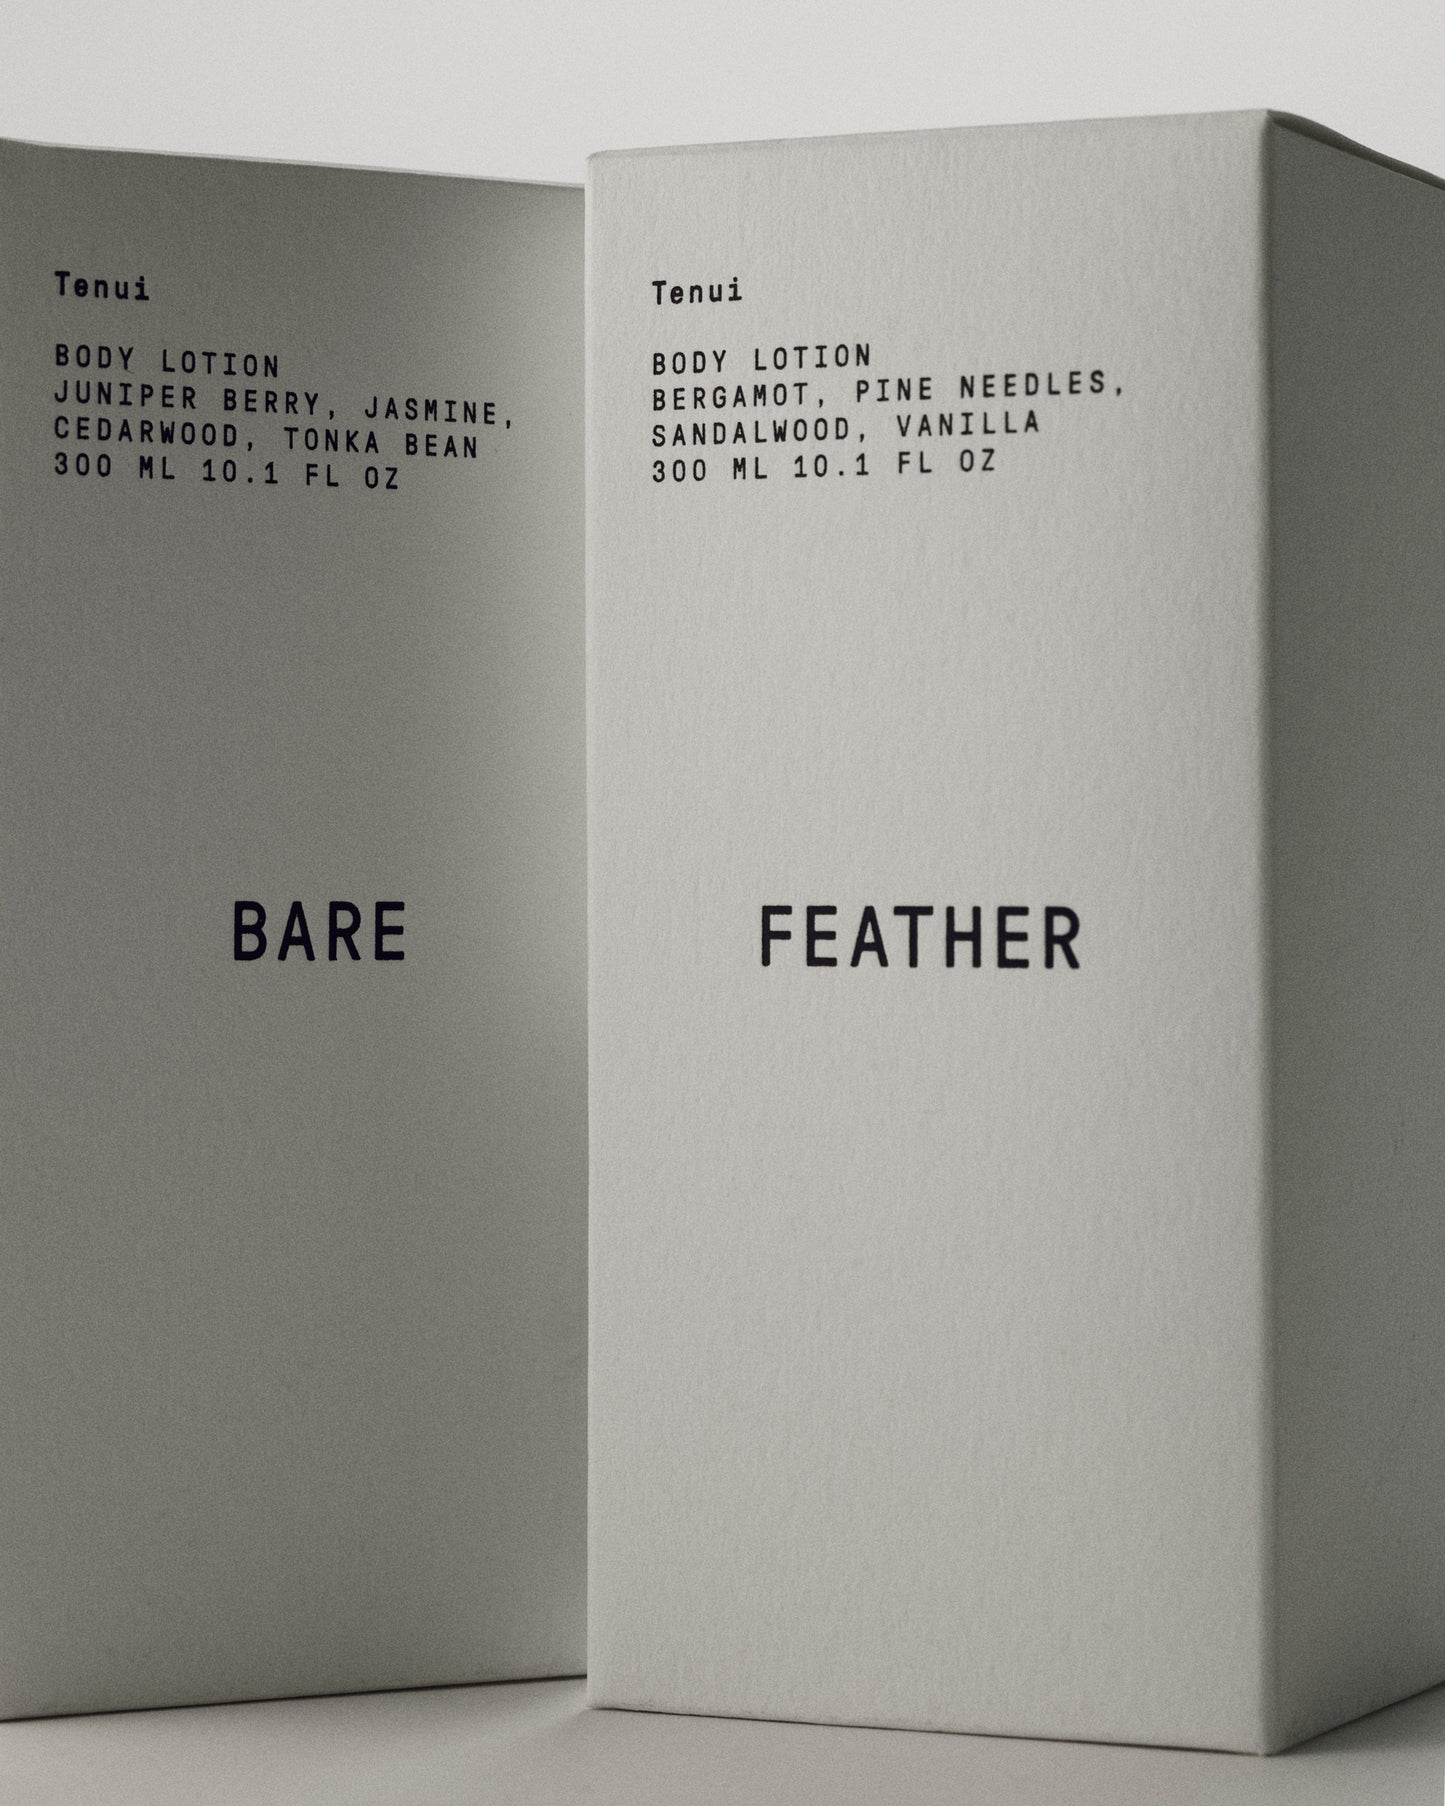 Tenui
BODY LOTION
JUNIPER BERRY, JASMINE,
CEDARWOOD, TONKA BEAN
300 ML 10.1 FL OZ
BARE
Tenui
BODY LOTION
BERGAMOT, PINE NEEDLES,
SANDALWOOD, VANILLA
300 ML 10.1 FL OZ
FEATHER